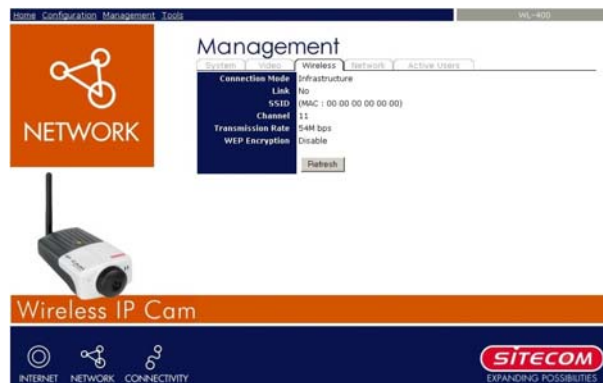 Home Configuration Management Tools
WL-400
Management
System Video Wireless Network Active Users
Connection Mode Infrastructure
Link No
SSID (MAC : 00 00 00 00 00 00)
Channel 11
Transmission Rate 54M bps
WEP Encryption Disable
Refresh
NETWORK
Wireless IP Cam
INTERNET NETWORK CONNECTIVITY
SITECOM
EXPANDING POSSIBILITIES